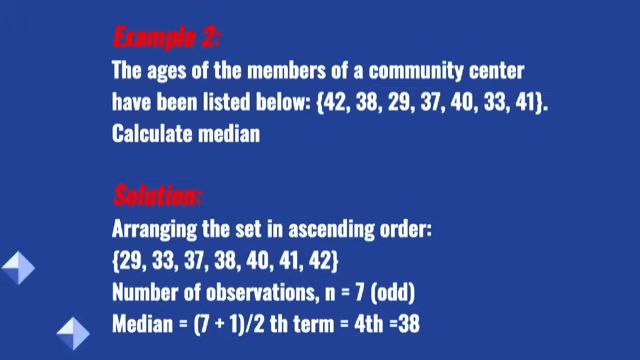 Example 2:
The ages of the members of a community center
have been listed below: {42, 38, 29, 37, 40, 33, 41}.
Calculate median
Solution:
Arranging the set in ascending order:
{29, 33, 37, 38, 40, 41, 42}
Number of observations, n = 7 (odd)
Median = (7 + 1)/2 th term = 4th =38